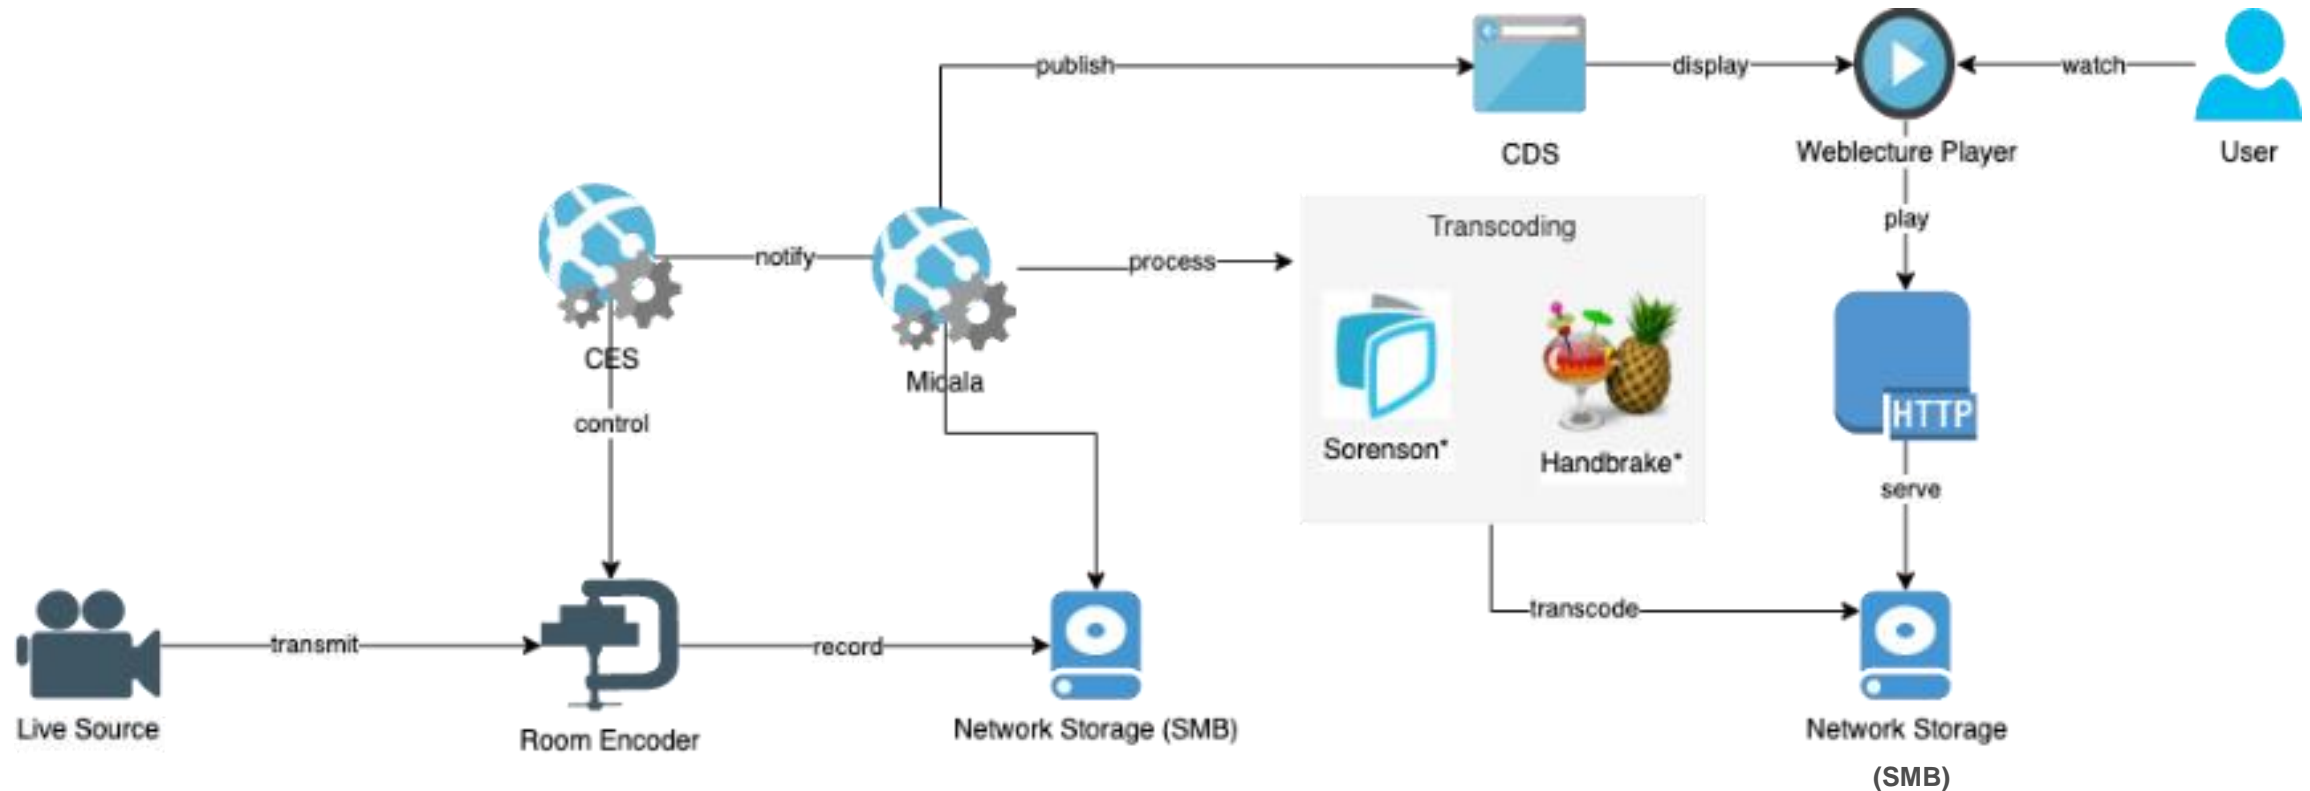 publish
display
watch
CDS
Weblecture Player
User
Transcoding
play
notify
process
CES
Micala
HTTP
control
Sorenson*
Handbrake*
serve
transcode
transmit
record
Live Source
Room Encoder
Network Storage (SMB)
Network Storage
(SMB)